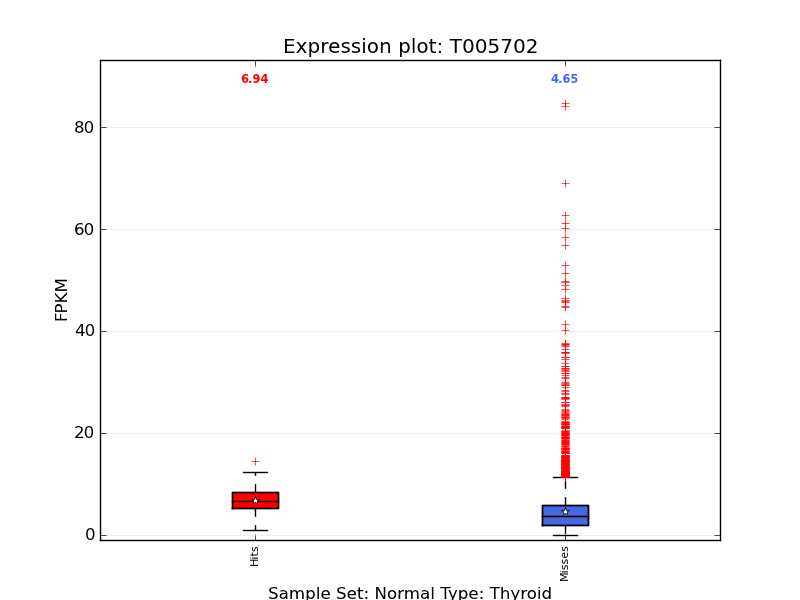 Expression plot: T005702
6.94 4.65
80
60
FPKM
40
20
0
Hits Misses
Sample Set: Normal Type: Thyroid